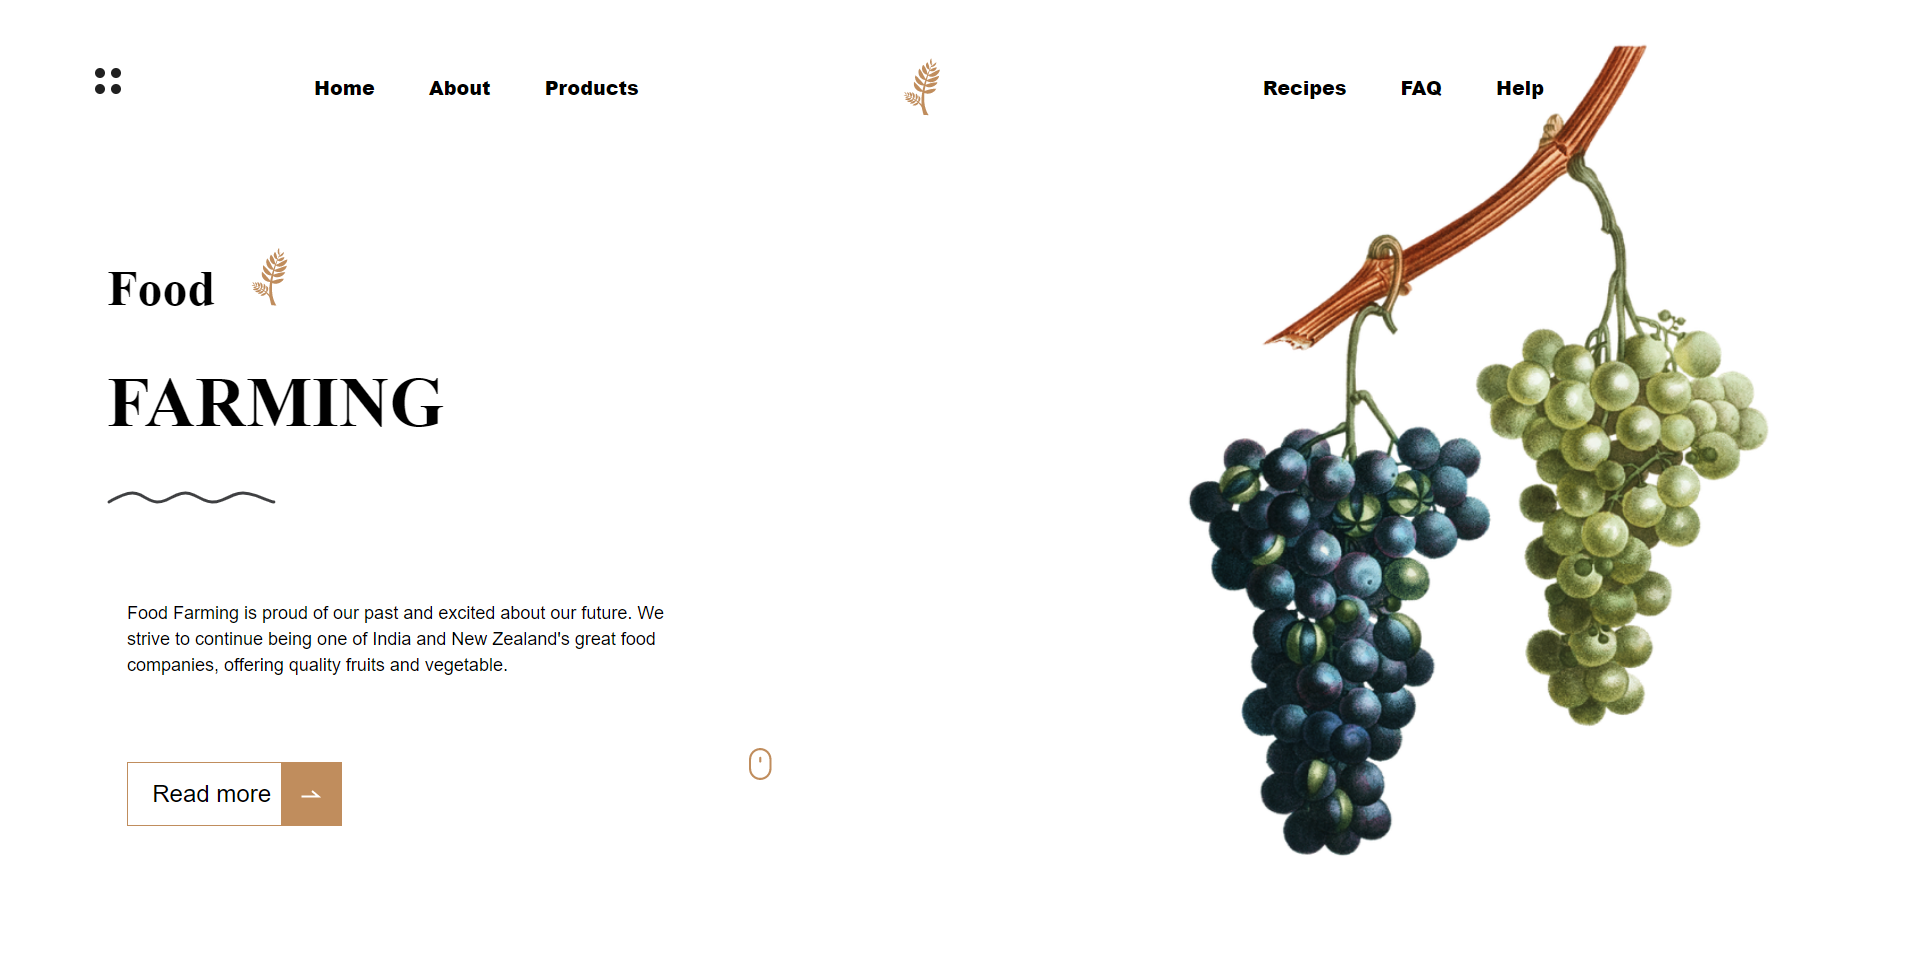 Home About Products Recipes FAQ Help
Food
FARMING
Food Farming is proud of our past and excited about our future. We
strive to continue being one of India and New Zealand's great food
companies, offering quality fruits and vegetable.
Read more